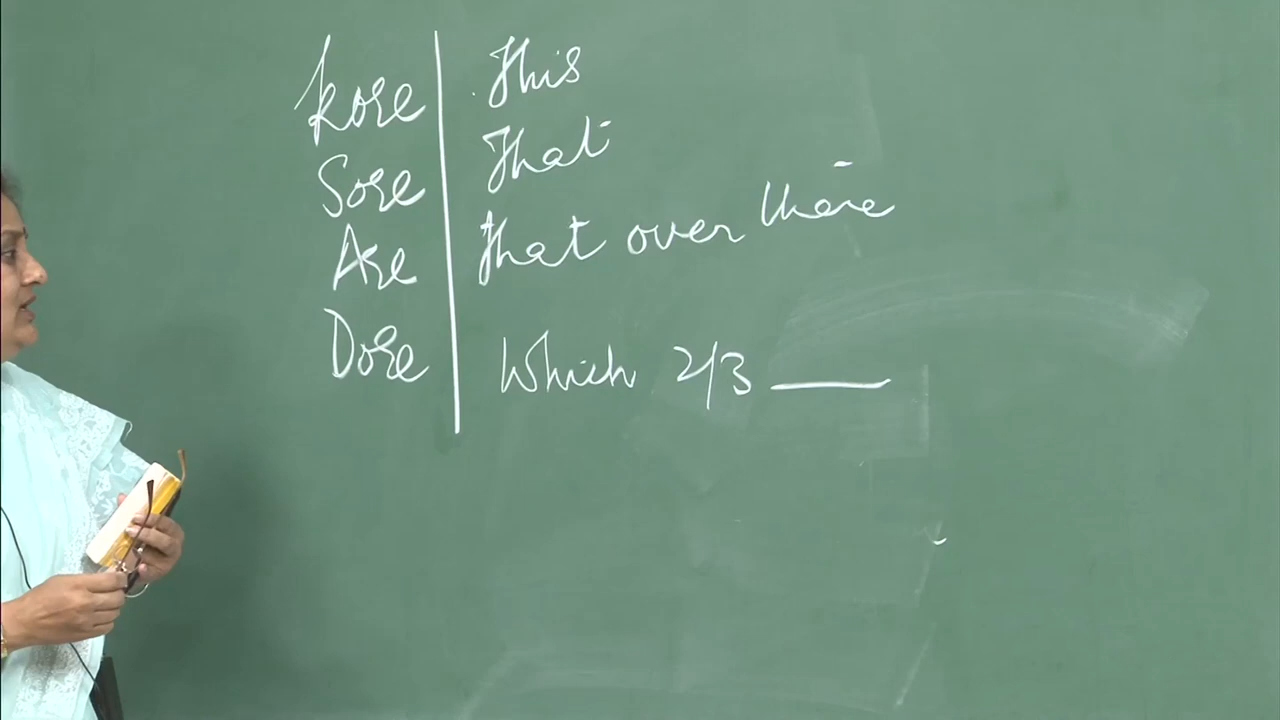 Kore This
Sore That
Are that over there
Dore Which 2/3 ____